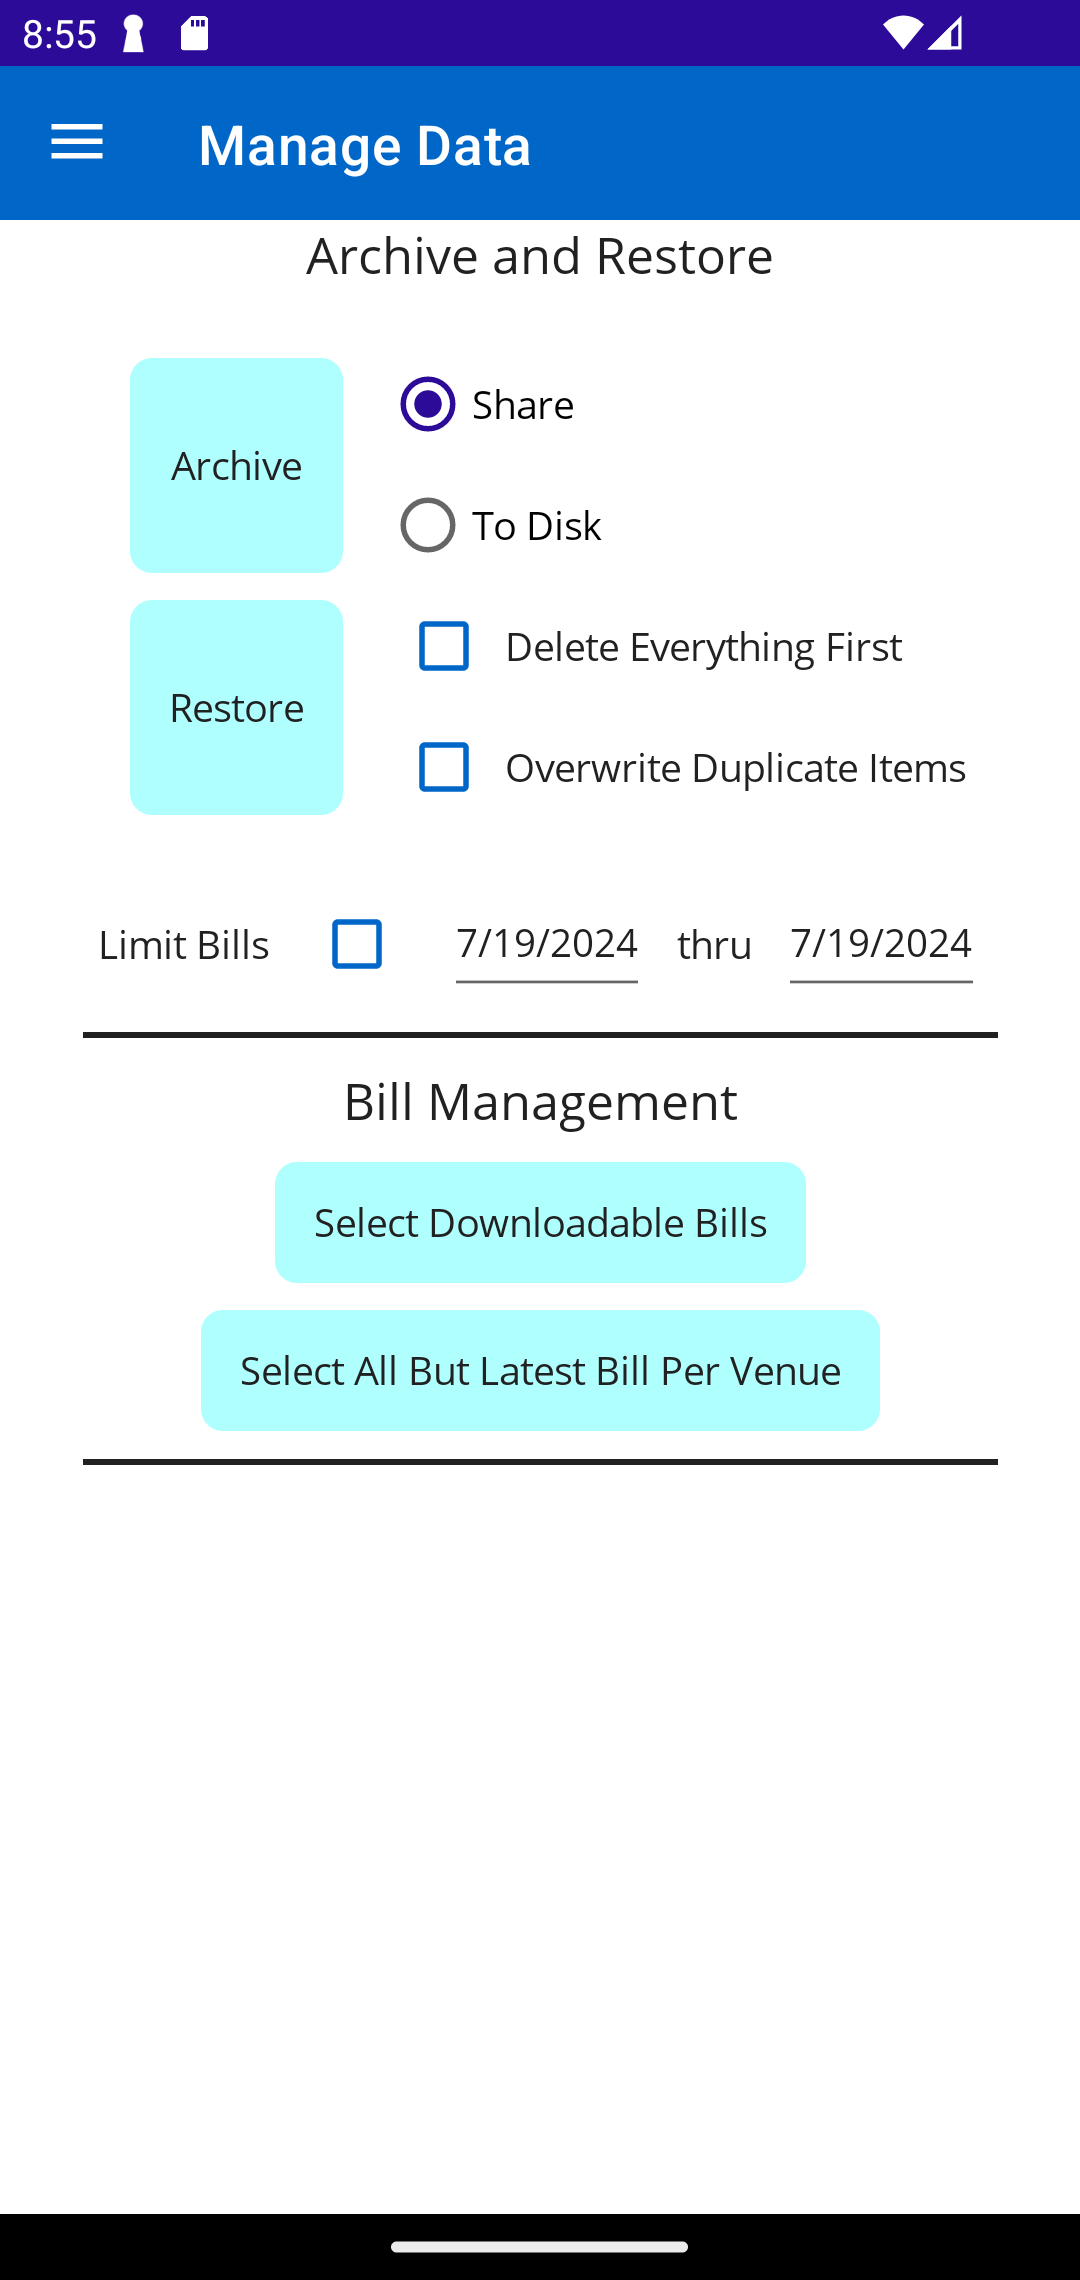 8:55
Manage Data
Archive and Restore
Archive
Share
To Disk
Restore
Delete Everything First
Overwrite Duplicate Items
Limit Bills 7/19/2024 thru 7/19/2024
Bill Management
Select Downloadable Bills
Select All But Latest Bill Per Venue